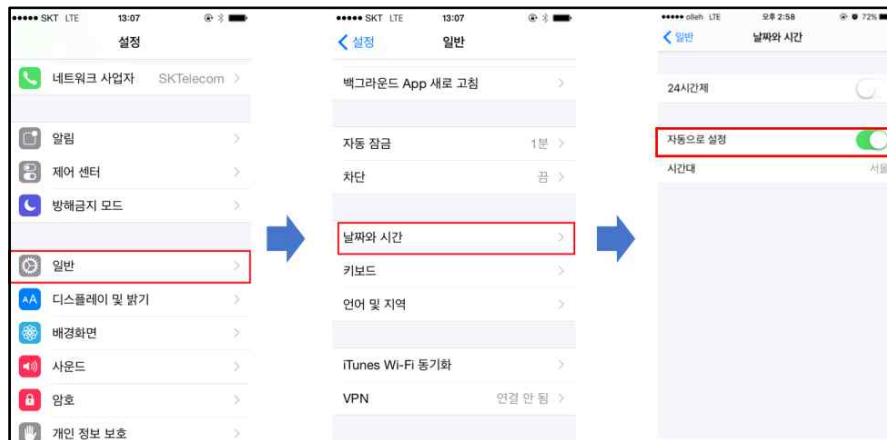 SKT LTE 13:07
설정
네트워크 사업자 SKTelecom
알림
제어 센터
방해금지 모드
일반
AA 디스플레이 및 밝기
배경화면
사운드
암호
개인 정보 보호
SKT LTE 13:07
설정 일반
백그라운드 App 새로 고침
자동 잠금 1분
차단 끔
날짜와 시간
키보드
언어 및 지역
iTunes Wi-Fi 동기화
VPN 연결 안 됨
olleh LTE 오후 2:58 72%
일반 날짜와 시간
24시간제
자동으로 설정
시간대 서울